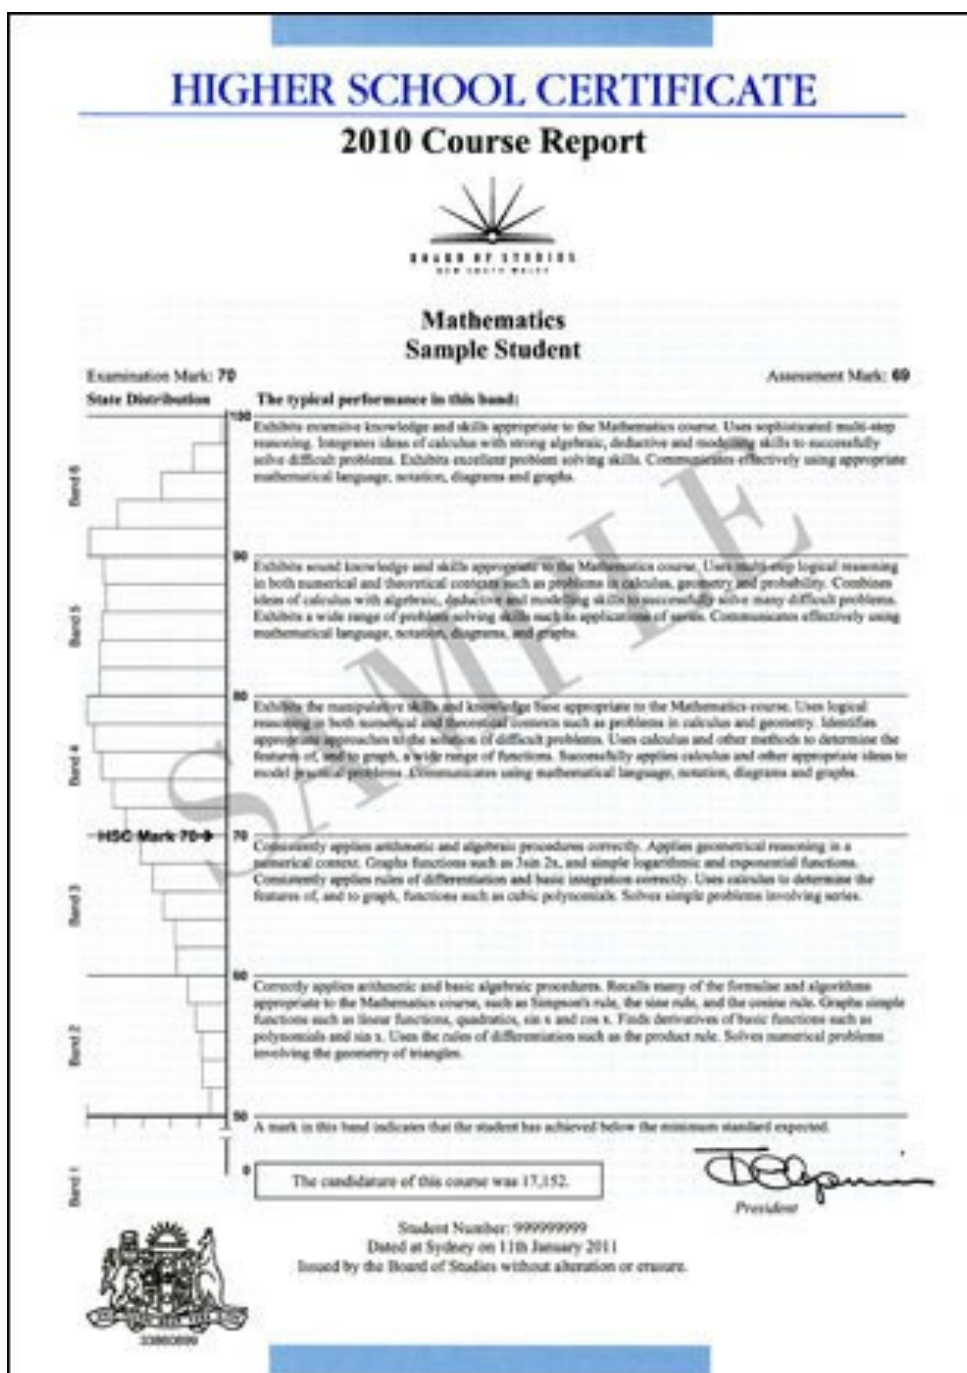 HIGHER SCHOOL CERTIFICATE
2010 Course Report
BOARD OF STUDIES
NEW SOUTH WALES
Mathematics
Sample Student
Examination Mark: 70
Assessment Mark: 69
State Distribution
The typical performance in this band:
100
Exhibits extensive knowledge and skills appropriate to the Mathematics course. Uses sophisticated multi-step
reasoning. Integrates ideas of calculus with strong algebraic, deductive and modelling skills to successfully
solve difficult problems. Exhibits excellent problem solving skills. Communicates effectively using appropriate
mathematical language, notation, diagrams and graphs.
Band 6
90
Exhibits sound knowledge and skills appropriate to the Mathematics course. Uses multi-step logical reasoning
in both numerical and theoretical contexts such as problems in calculus, geometry and probability. Combines
ideas of calculus with algebraic, deductive and modelling skills to successfully solve many difficult problems.
Exhibits a wide range of problem solving skills such as applications of series. Communicates effectively using
mathematical language, notation, diagrams, and graphs.
Band 5
80
Exhibits the manipulative skills and knowledge base appropriate to the Mathematics course. Uses logical
reasoning in both numerical and theoretical contexts such as problems in calculus and geometry. Identifies
appropriate approaches to the solution of difficult problems. Uses calculus and other methods to determine the
features of, and to graph, a wide range of functions. Successfully applies calculus and other appropriate ideas to
model practical problems. Communicates using mathematical language, notation, diagrams and graphs.
Band 4
HSC Mark 70
70
Consistently applies arithmetic and algebraic procedures correctly. Applies geometrical reasoning in a
numerical context. Graphs functions such as 3sin 2x, and simple logarithmic and exponential functions.
Consistently applies rules of differentiation and basic integration correctly. Uses calculus to determine the
features of, and to graph, functions such as cubic polynomials. Solves simple problems involving series.
Band 3
60
Correctly applies arithmetic and basic algebraic procedures. Recalls many of the formulae and algorithms
appropriate to the Mathematics course, such as Simpson's rule, the sine rule, and the cosine rule. Graphs simple
functions such as linear functions, quadratics, sin x and cos x. Finds derivatives of basic functions such as
polynomials and sin x. Uses the rules of differentiation such as the product rule. Solves numerical problems
involving the geometry of triangles.
Band 2
50
A mark in this band indicates that the student has achieved below the minimum standard expected.
Band 1
0
The candidature of this course was 17,152.
President
Student Number: 999999999
Dated at Sydney on 11th January 2011
Issued by the Board of Studies without alteration or erasure.
SAMPLE